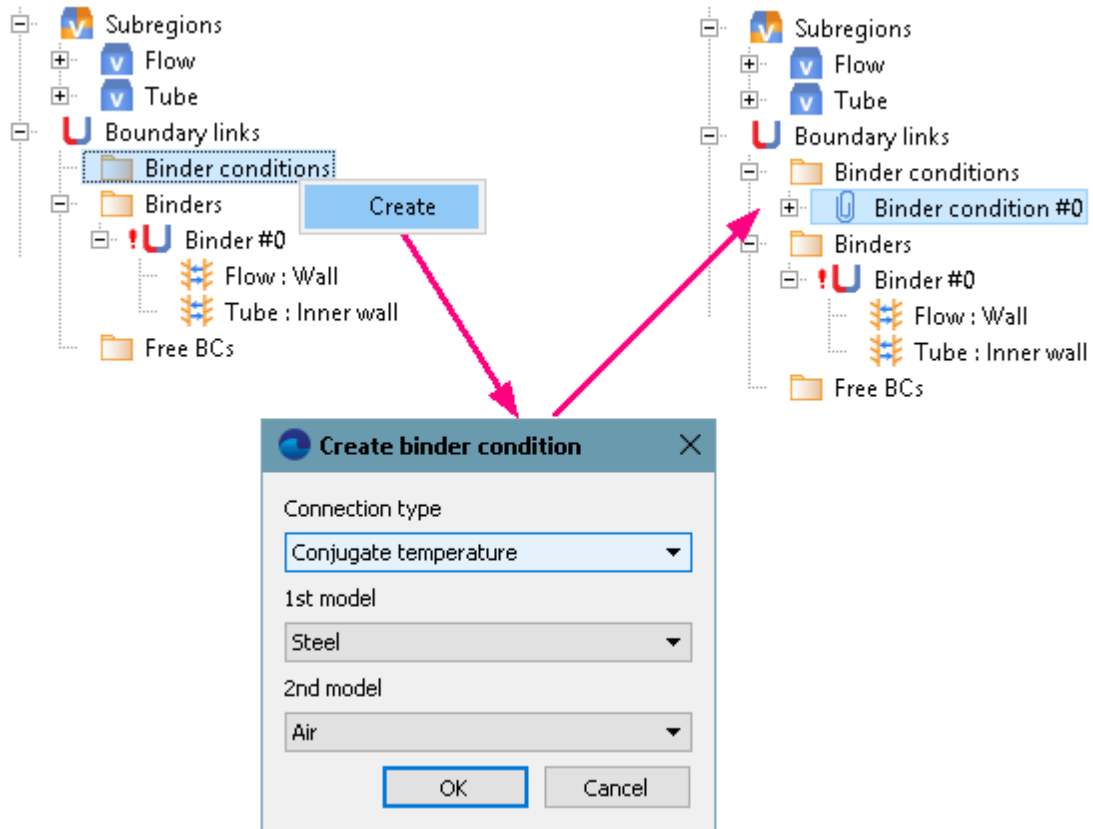 Subregions
Flow
Tube
Boundary links
Binder conditions
Create
Binders
Binder #0
Flow : Wall
Tube : Inner wall
Free BCs
Subregions
Flow
Tube
Boundary links
Binder conditions
Binder condition #0
Binders
Binder #0
Flow : Wall
Tube : Inner wall
Free BCs
Create binder condition
Connection type
Conjugate temperature
1st model
Steel
2nd model
Air
OK Cancel